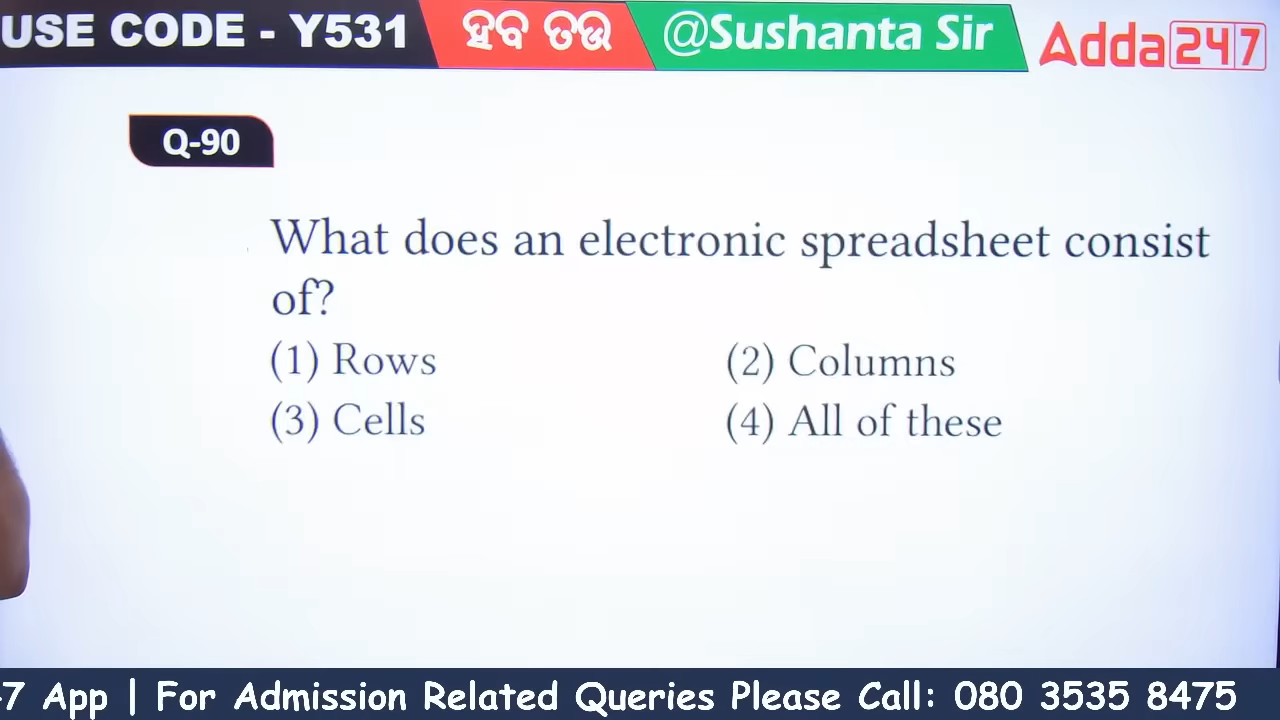 USE CODE - Y531 ହବ ତଉ @Sushanta Sir Adda247
Q-90
What does an electronic spreadsheet consist
of?
(1) Rows (2) Columns
(3) Cells (4) All of these
7 App | For Admission Related Queries Please Call: 080 3535 8475